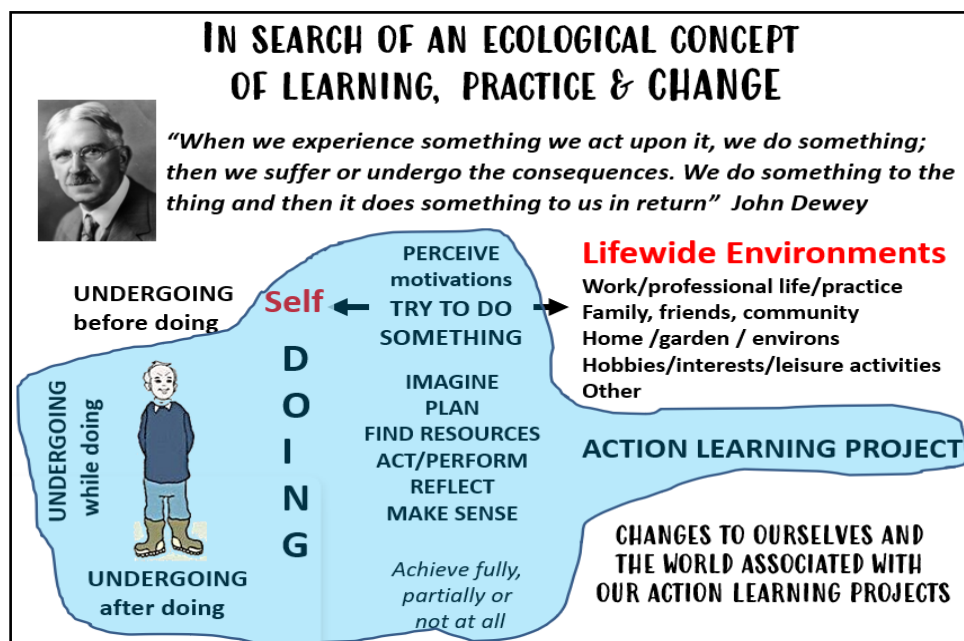 IN SEARCH OF AN ECOLOGICAL CONCEPT
OF LEARNING, PRACTICE & CHANGE
“When we experience something we act upon it, we do something;
then we suffer or undergo the consequences. We do something to the
thing and then it does something to us in return” John Dewey
UNDERGOING
before doing
Self
PERCEIVE
motivations
TRY TO DO
SOMETHING
Lifewide Environments
Work/professional life/practice
Family, friends, community
Home /garden / environs
Hobbies/interests/leisure activities
Other
UNDERGOING
while doing
DOING
IMAGINE
PLAN
FIND RESOURCES
ACT/PERFORM
REFLECT
MAKE SENSE
ACTION LEARNING PROJECT
UNDERGOING
after doing
Achieve fully,
partially or
not at all
CHANGES TO OURSELVES AND
THE WORLD ASSOCIATED WITH
OUR ACTION LEARNING PROJECTS